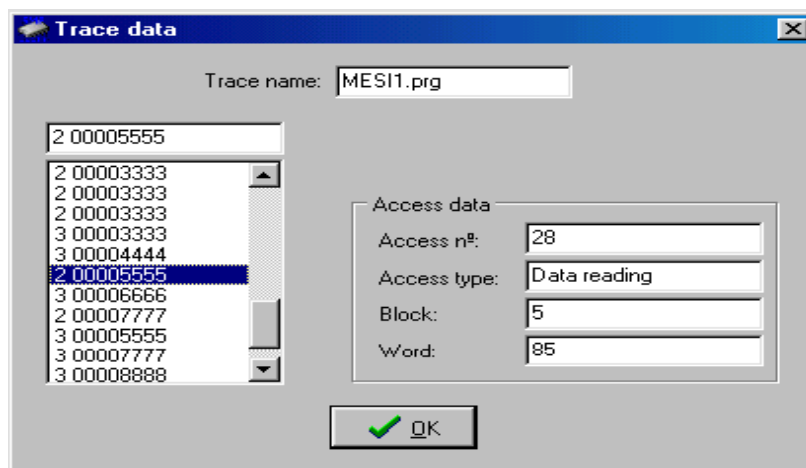 Trace data
Trace name: MESI1.prg
2 00005555
2 00003333
2 00003333
2 00003333
3 00003333
3 00004444
2 00005555
3 00006666
2 00007777
3 00005555
3 00007777
3 00008888
Access data
Access nº: 28
Access type: Data reading
Block: 5
Word: 85
OK